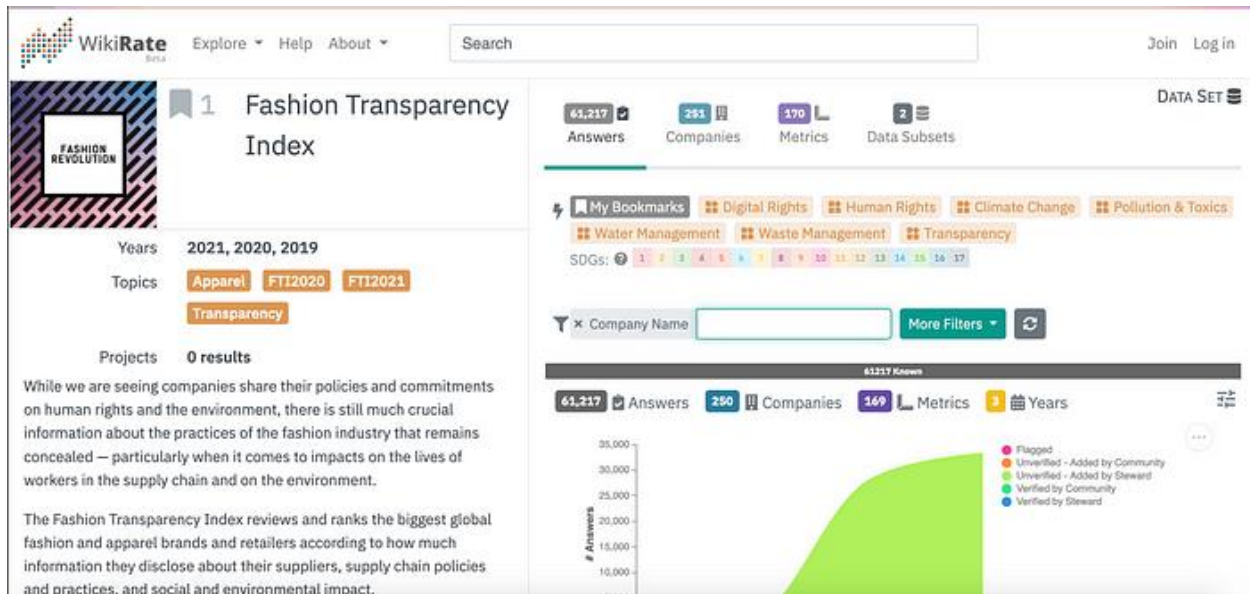 WikiRate
Beta
Explore Help About
Search
Join Log in
FASHION
REVOLUTION
1
Fashion Transparency
Index
Years 2021, 2020, 2019
Topics Apparel FTI2020 FTI2021
Transparency
Projects 0 results
While we are seeing companies share their policies and commitments
on human rights and the environment, there is still much crucial
information about the practices of the fashion industry that remains
concealed — particularly when it comes to impacts on the lives of
workers in the supply chain and on the environment.
The Fashion Transparency Index reviews and ranks the biggest global
fashion and apparel brands and retailers according to how much
information they disclose about their suppliers, supply chain policies
and practices, and social and environmental impact.
DATA SET
61,217 251 170 2
Answers Companies Metrics Data Subsets
My Bookmarks Digital Rights Human Rights Climate Change Pollution & Toxics
Water Management Waste Management Transparency
SDGs: 1 2 3 4 5 6 7 8 9 10 11 12 13 14 15 16 17
× Company Name More Filters
61217 Known
61,217 Answers 250 Companies 169 Metrics 3 Years
35,000
30,000
25,000
20,000
15,000
10,000
# Answers
Flagged
Unverified - Added by Community
Unverified - Added by Steward
Verified by Community
Verified by Steward